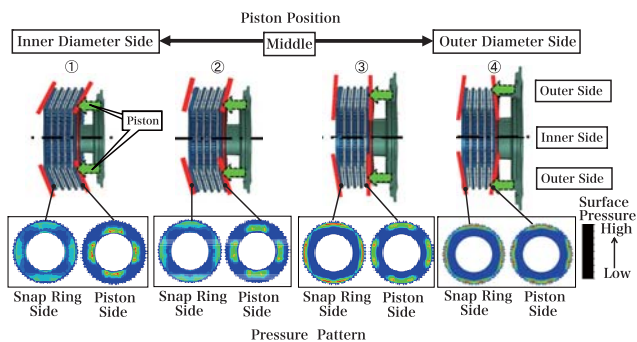 Piston Position
Inner Diameter Side Middle Outer Diameter Side
① ② ③ ④
Outer Side
Piston
Inner Side
Outer Side
Surface Pressure
High
Low
Snap Ring Side Piston Side Snap Ring Side Piston Side Snap Ring Side Piston Side Snap Ring Side Piston Side
Pressure Pattern